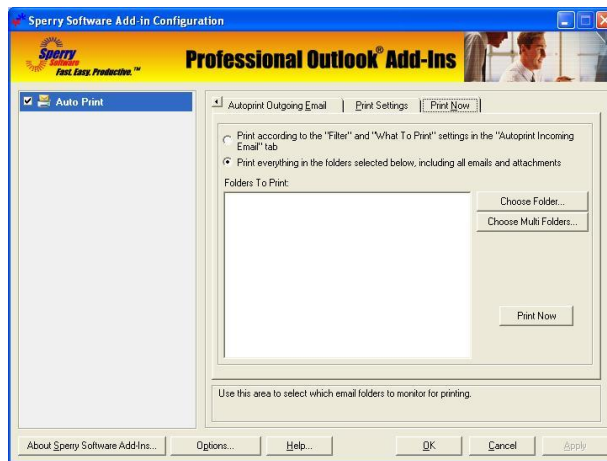 Sperry Software Add-in Configuration
Sperry
Software
Fast. Easy. Productive.™
Professional Outlook® Add-Ins
Auto Print
Autoprint Outgoing Email
Print Settings
Print Now
Print according to the "Filter" and "What To Print" settings in the "Autoprint Incoming
Email" tab
Print everything in the folders selected below, including all emails and attachments
Folders To Print:
Choose Folder...
Choose Multi Folders...
Print Now
Use this area to select which email folders to monitor for printing.
About Sperry Software Add-Ins...
Options...
Help...
OK
Cancel
Apply